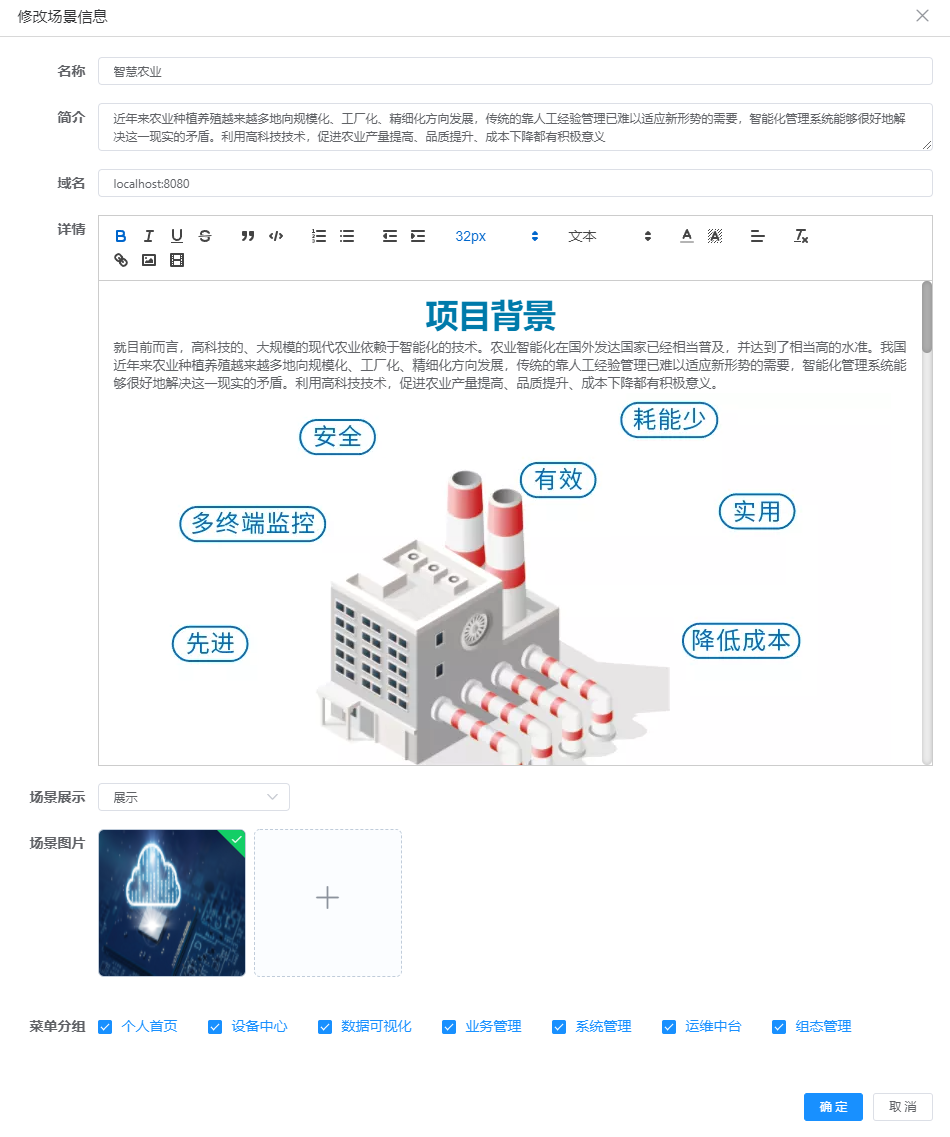 修改场景信息
名称
智慧农业
简介
近年来农业种植养殖越来越多地向规模化、工厂化、精细化方向发展，传统的靠人工经验管理已难以适应新形势的需要，智能化管理系统能够很好地解
决这一现实的矛盾。利用高科技技术，促进农业产量提高、品质提升、成本下降都有积极意义
域名
localhost:8080
详情
32px 文本
项目背景
就目前而言，高科技的、大规模的现代农业依赖于智能化的技术。农业智能化在国外发达国家已经相当普及，并达到了相当高的水准。我国
近年来农业种植养殖越来越多地向规模化、工厂化、精细化方向发展，传统的靠人工经验管理已难以适应新形势的需要，智能化管理系统能
够很好地解决这一现实的矛盾。利用高科技技术，促进农业产量提高、品质提升、成本下降都有积极意义。
耗能少
安全
有效
实用
多终端监控
先进
降低成本
场景展示
展示
场景图片
菜单分组 个人首页 设备中心 数据可视化 业务管理 系统管理 运维中台 组态管理
确定 取消